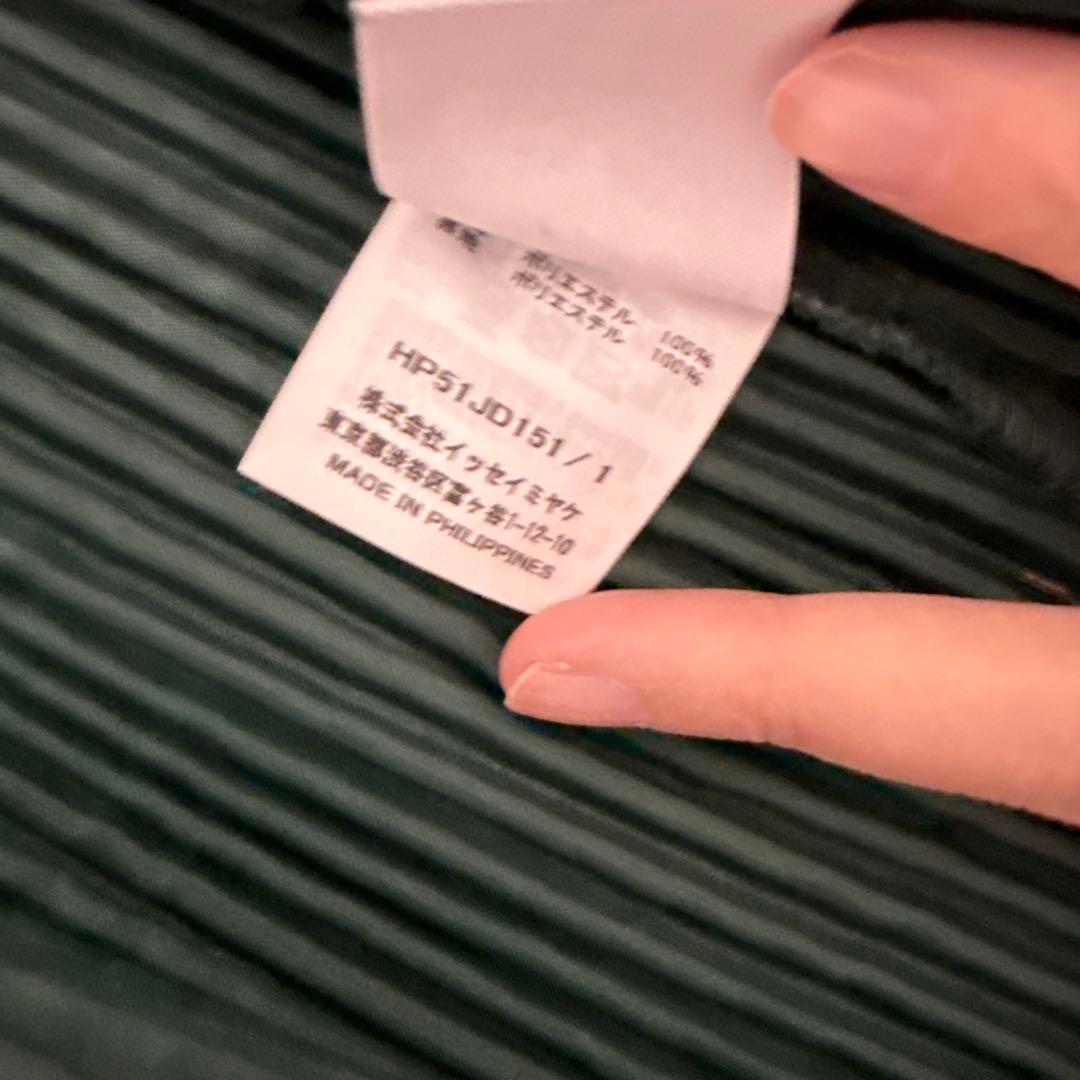 ポリエステル 100%
ポリエステル 100%
HP51JD151 / 1
株式会社イッセイミヤケ
東京都渋谷区富ヶ谷1-12-10
MADE IN PHILIPPINES